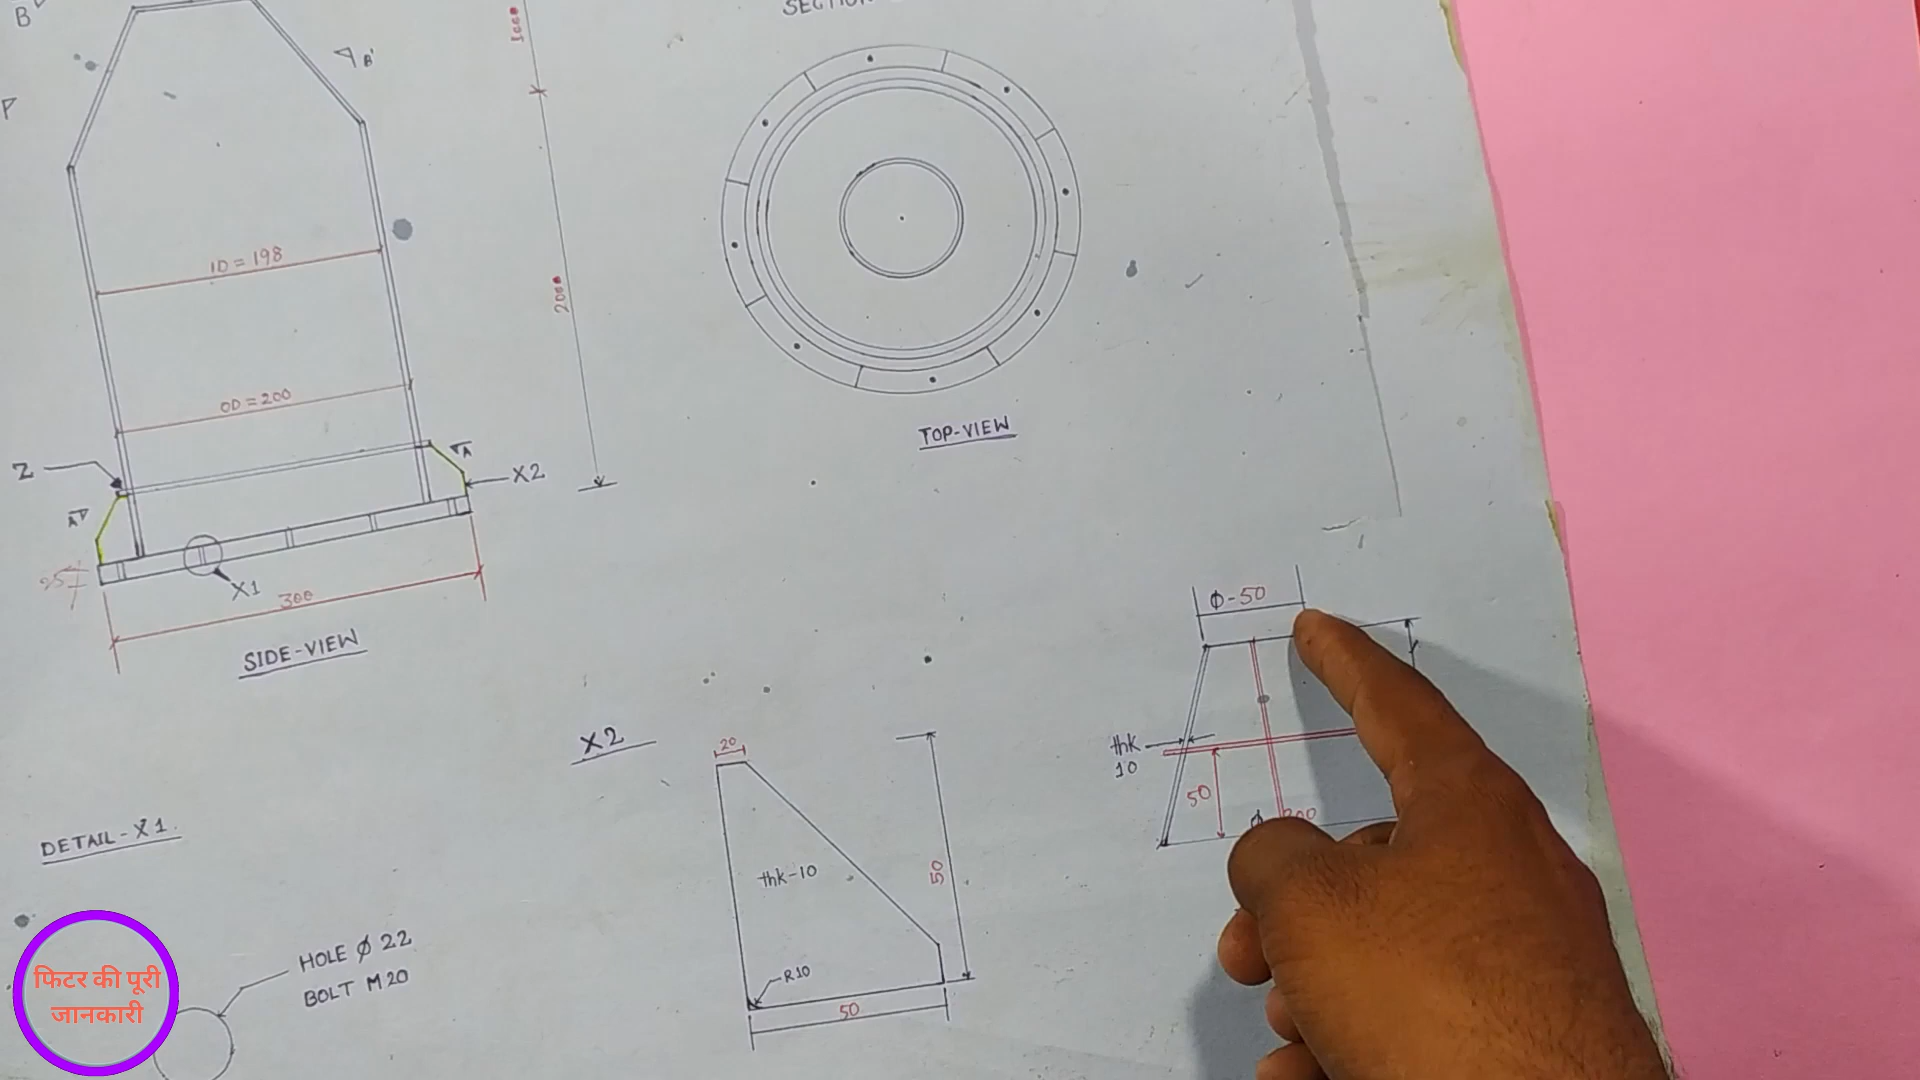 B
SECTION
B'
P
1000
ID = 198
2000
OD = 200
TOP-VIEW
Z
A
X2
A'
25
X1
300
SIDE-VIEW
Φ-50
X2
20
thk
10
50
Φ
DETAIL-X1.
thk-10
50
HOLE Ø 22
BOLT M20
R10
50
फिटर की पूरी
जानकारी